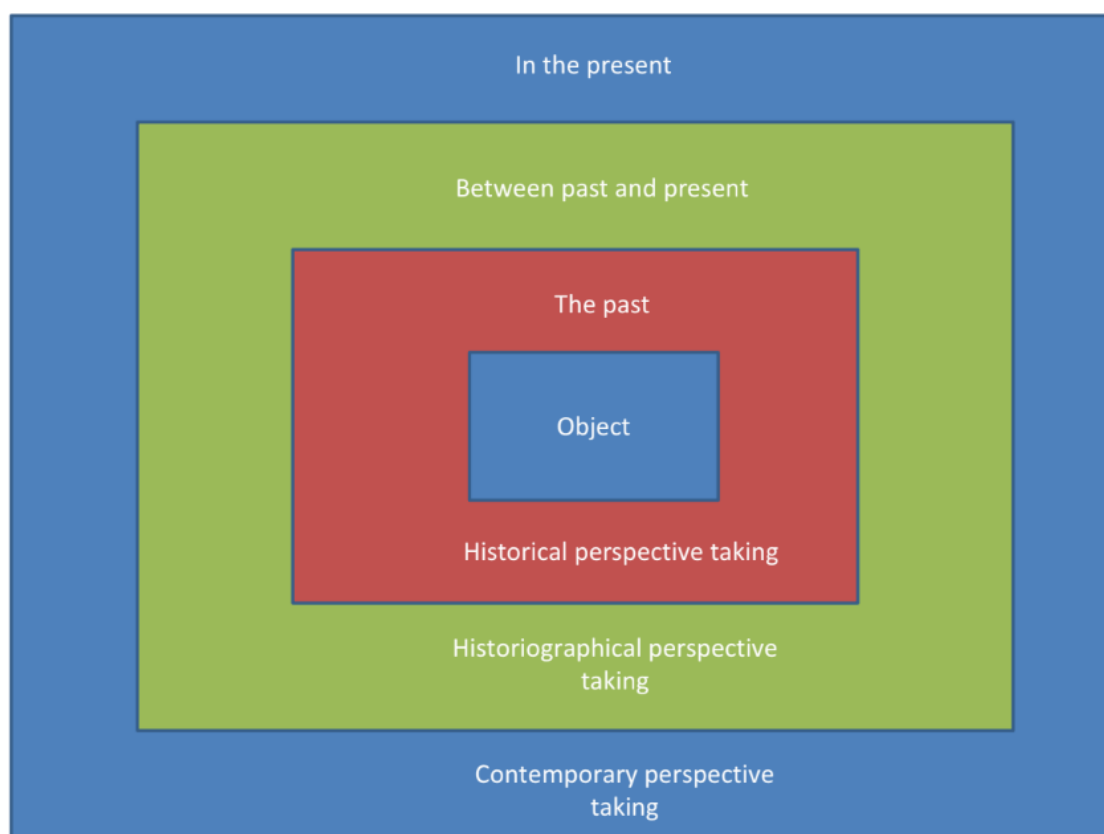 In the present
Between past and present
The past
Object
Historical perspective taking
Historiographical perspective
taking
Contemporary perspective
taking